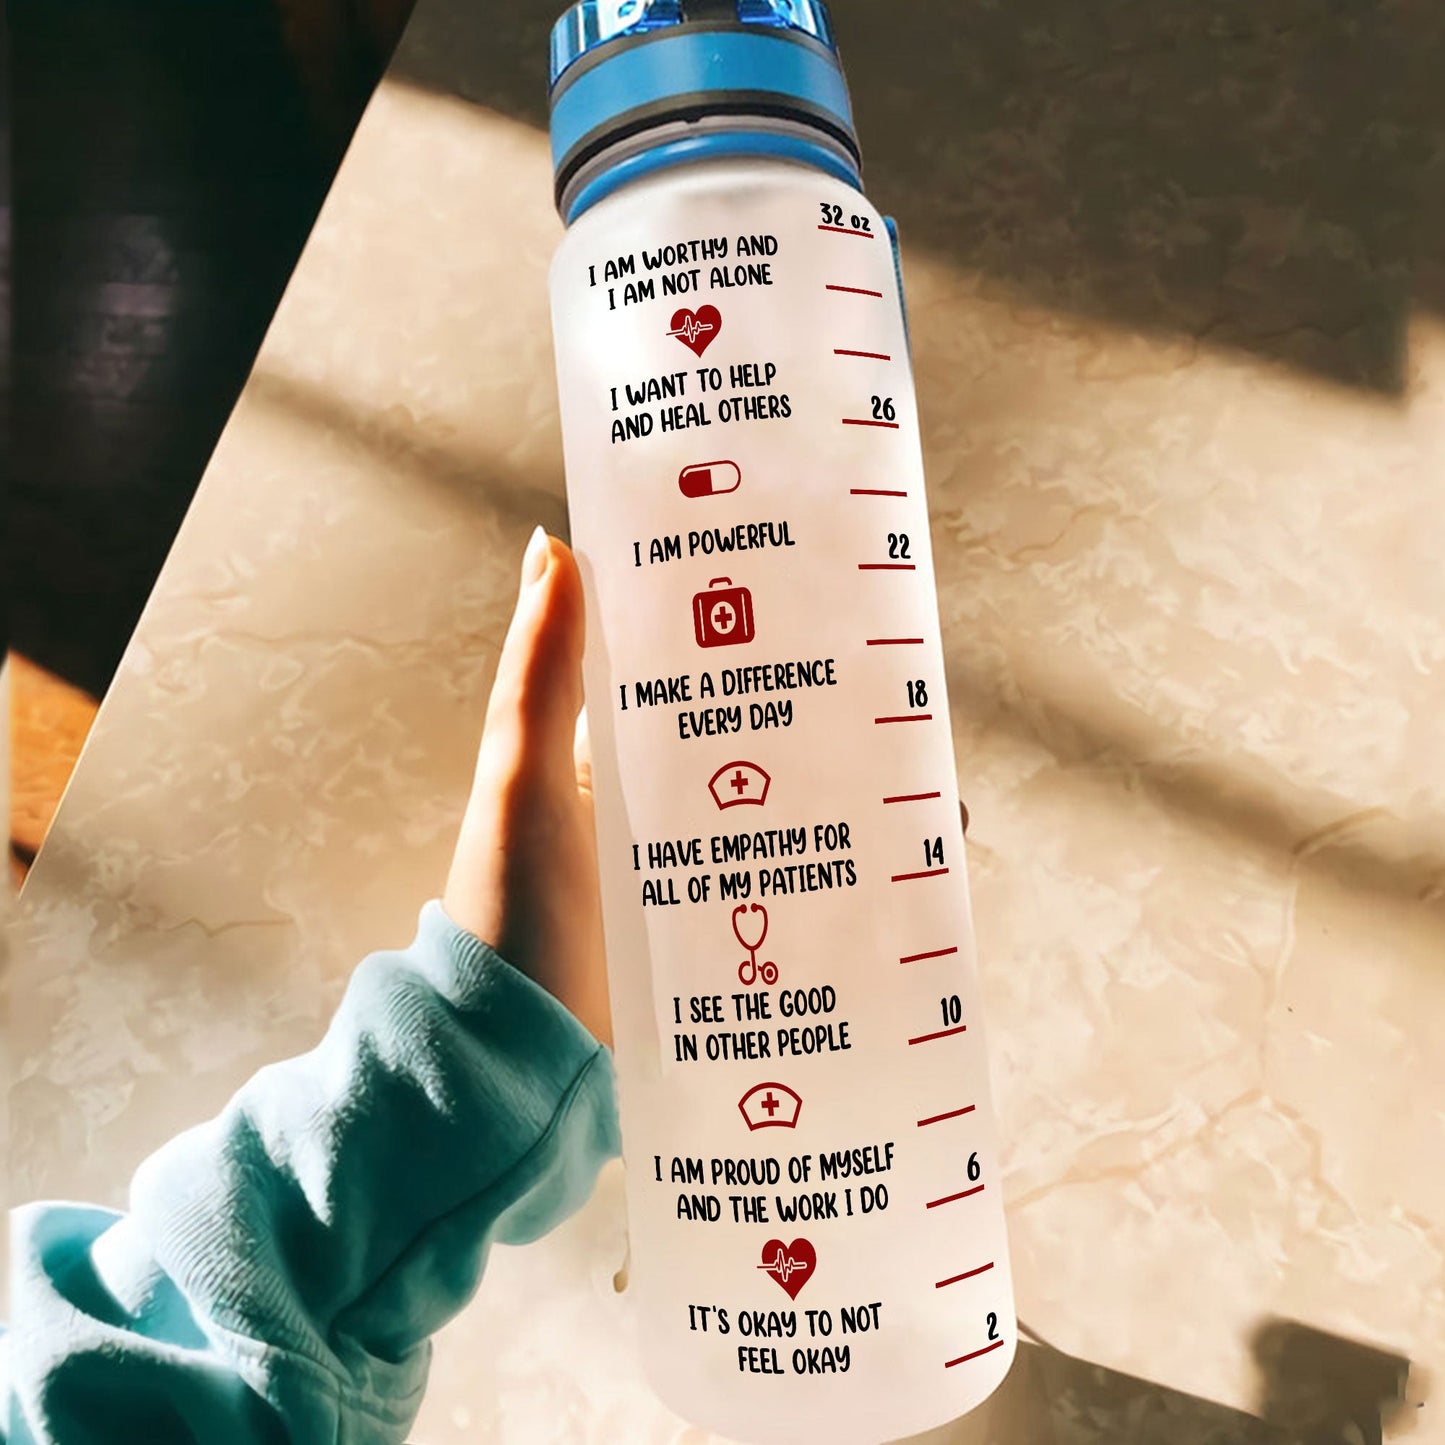 32 oz
I AM WORTHY AND
I AM NOT ALONE
I WANT TO HELP
AND HEAL OTHERS
26
I AM POWERFUL
22
I MAKE A DIFFERENCE
EVERY DAY
18
I HAVE EMPATHY FOR
ALL OF MY PATIENTS
14
I SEE THE GOOD
IN OTHER PEOPLE
10
I AM PROUD OF MYSELF
AND THE WORK I DO
6
IT'S OKAY TO NOT
FEEL OKAY
2